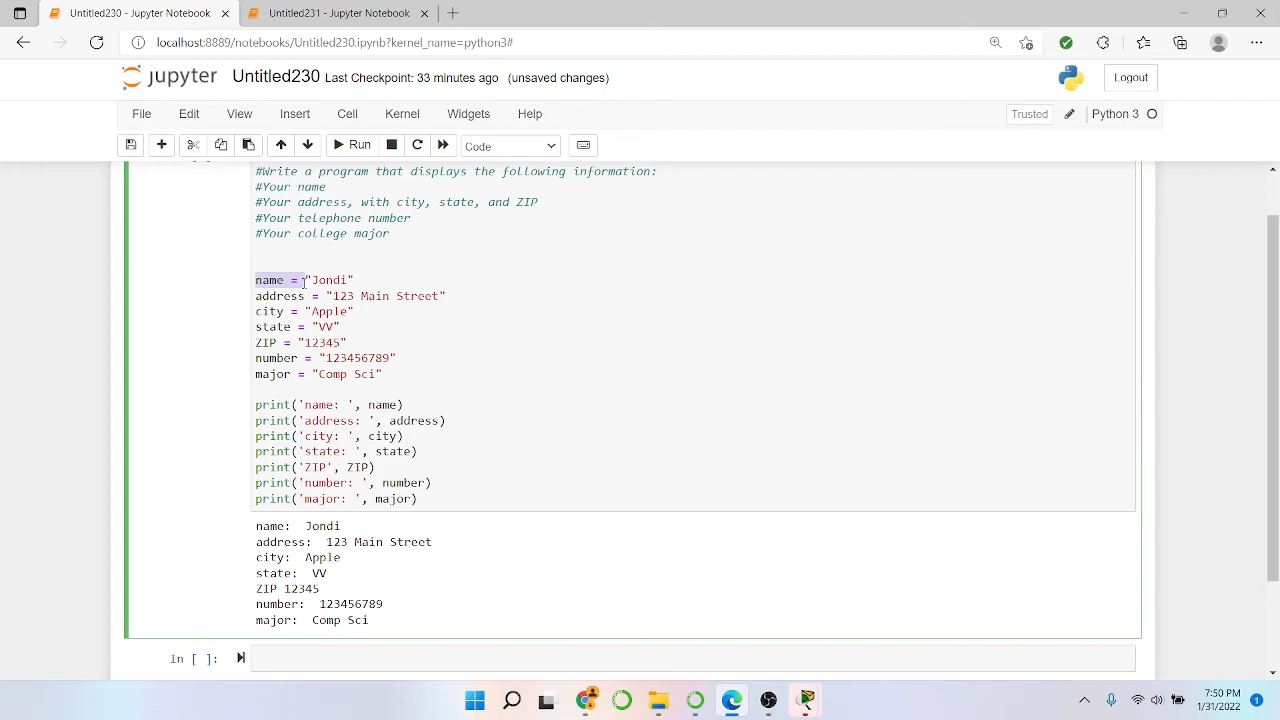 Untitled230 - Jupyter Notebook
Untitled231 - Jupyter Notebook
localhost:8889/notebooks/Untitled230.ipynb?kernel_name=python3#
jupyter Untitled230 Last Checkpoint: 33 minutes ago (unsaved changes) Logout
File Edit View Insert Cell Kernel Widgets Help Trusted Python 3
Run Code
#Write a program that displays the following information:
#Your name
#Your address, with city, state, and ZIP
#Your telephone number
#Your college major
name = "Jondi"
address = "123 Main Street"
city = "Apple"
state = "VV"
ZIP = "12345"
number = "123456789"
major = "Comp Sci"
print('name: ', name)
print('address: ', address)
print('city: ', city)
print('state: ', state)
print('ZIP', ZIP)
print('number: ', number)
print('major: ', major)
name:  Jondi
address:  123 Main Street
city:  Apple
state:  VV
ZIP 12345
number:  123456789
major:  Comp Sci
In [ ]:
7:50 PM
1/31/2022
1